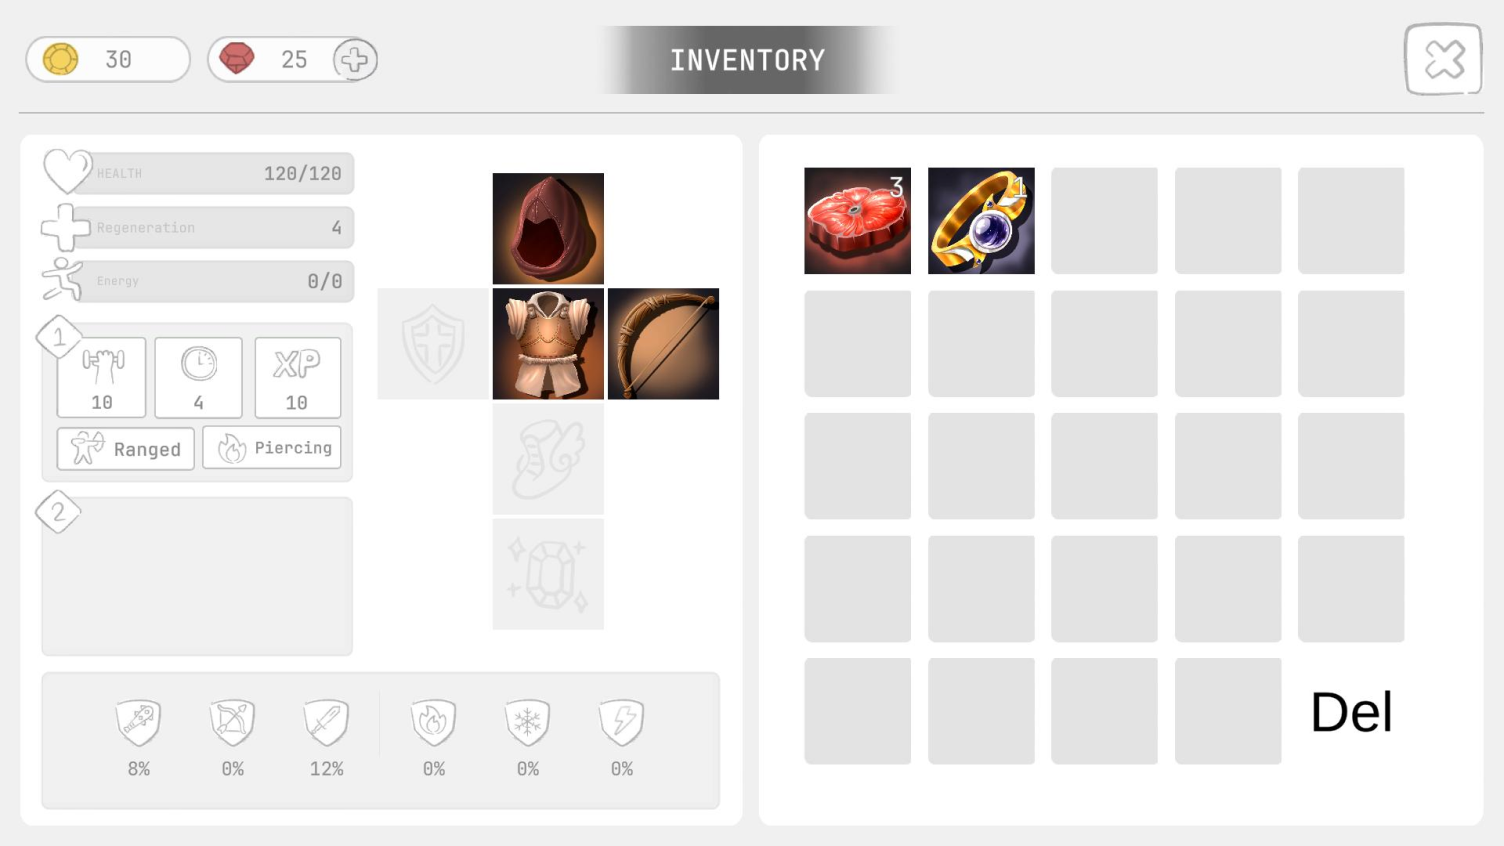 30
25
INVENTORY
HEALTH 120/120
Regeneration 4
Energy 0/0
1
10
4
XP
10
Ranged
Piercing
2
8%
0%
12%
0%
0%
0%
3
1
Del